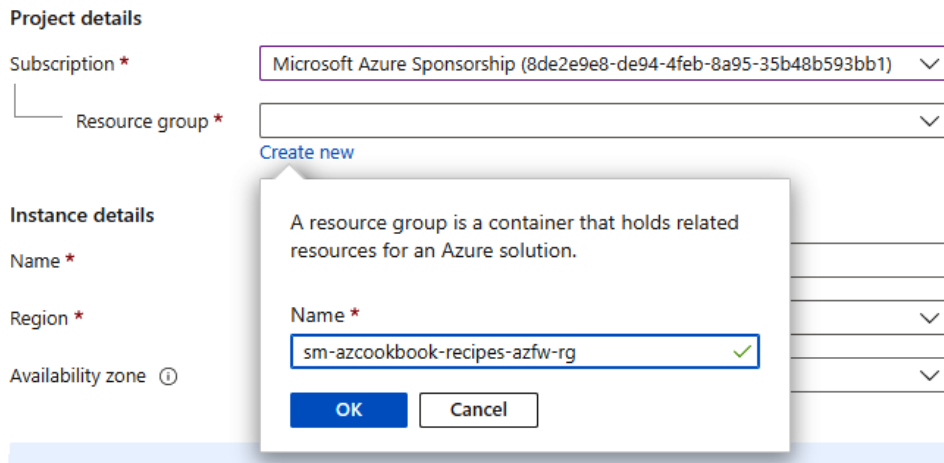 Project details
Subscription *
Microsoft Azure Sponsorship (8de2e9e8-de94-4feb-8a95-35b48b593bb1)
Resource group *
Create new
A resource group is a container that holds related
resources for an Azure solution.
Instance details
Name *
Name *
Region *
sm-azcookbook-recipes-azfw-rg
Availability zone
OK
Cancel